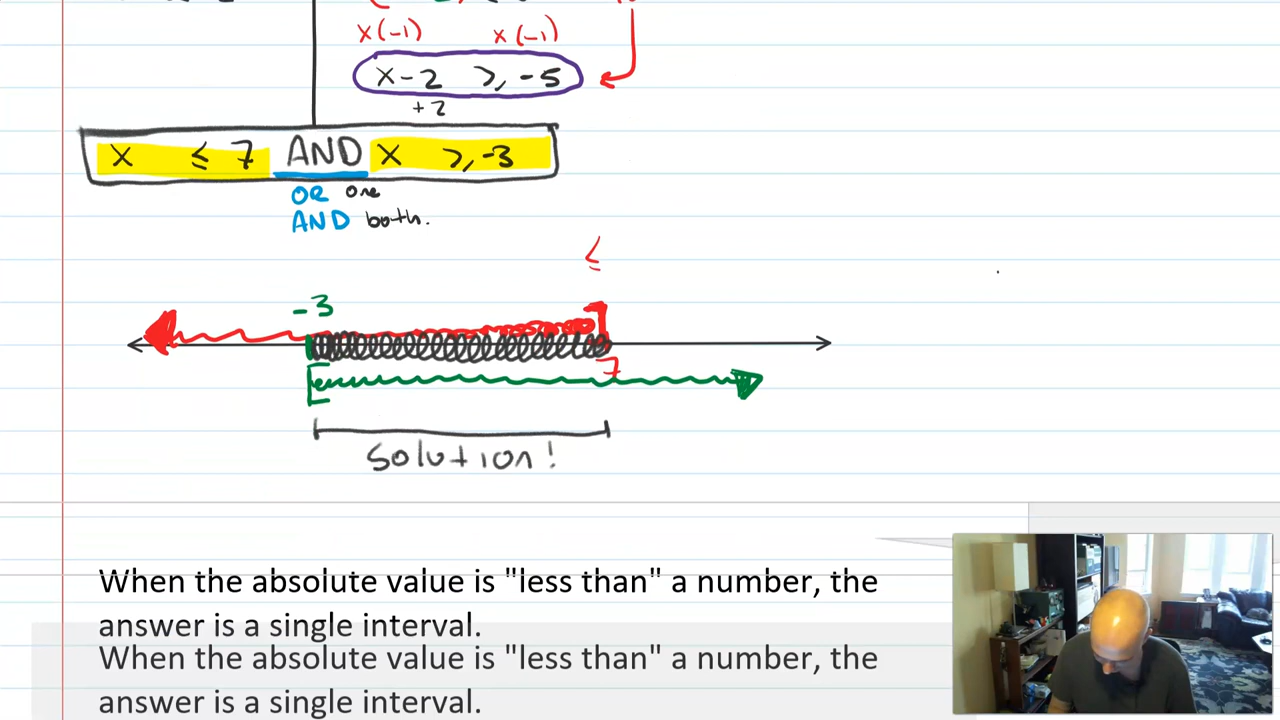 x(-1) x(-1)
x-2 ⩾ -5
+2
x ≤ 7 AND x ⩾ -3
OR one
AND both.
≤
-3
7
solution!
When the absolute value is "less than" a number, the
answer is a single interval.
When the absolute value is "less than" a number, the
answer is a single interval.